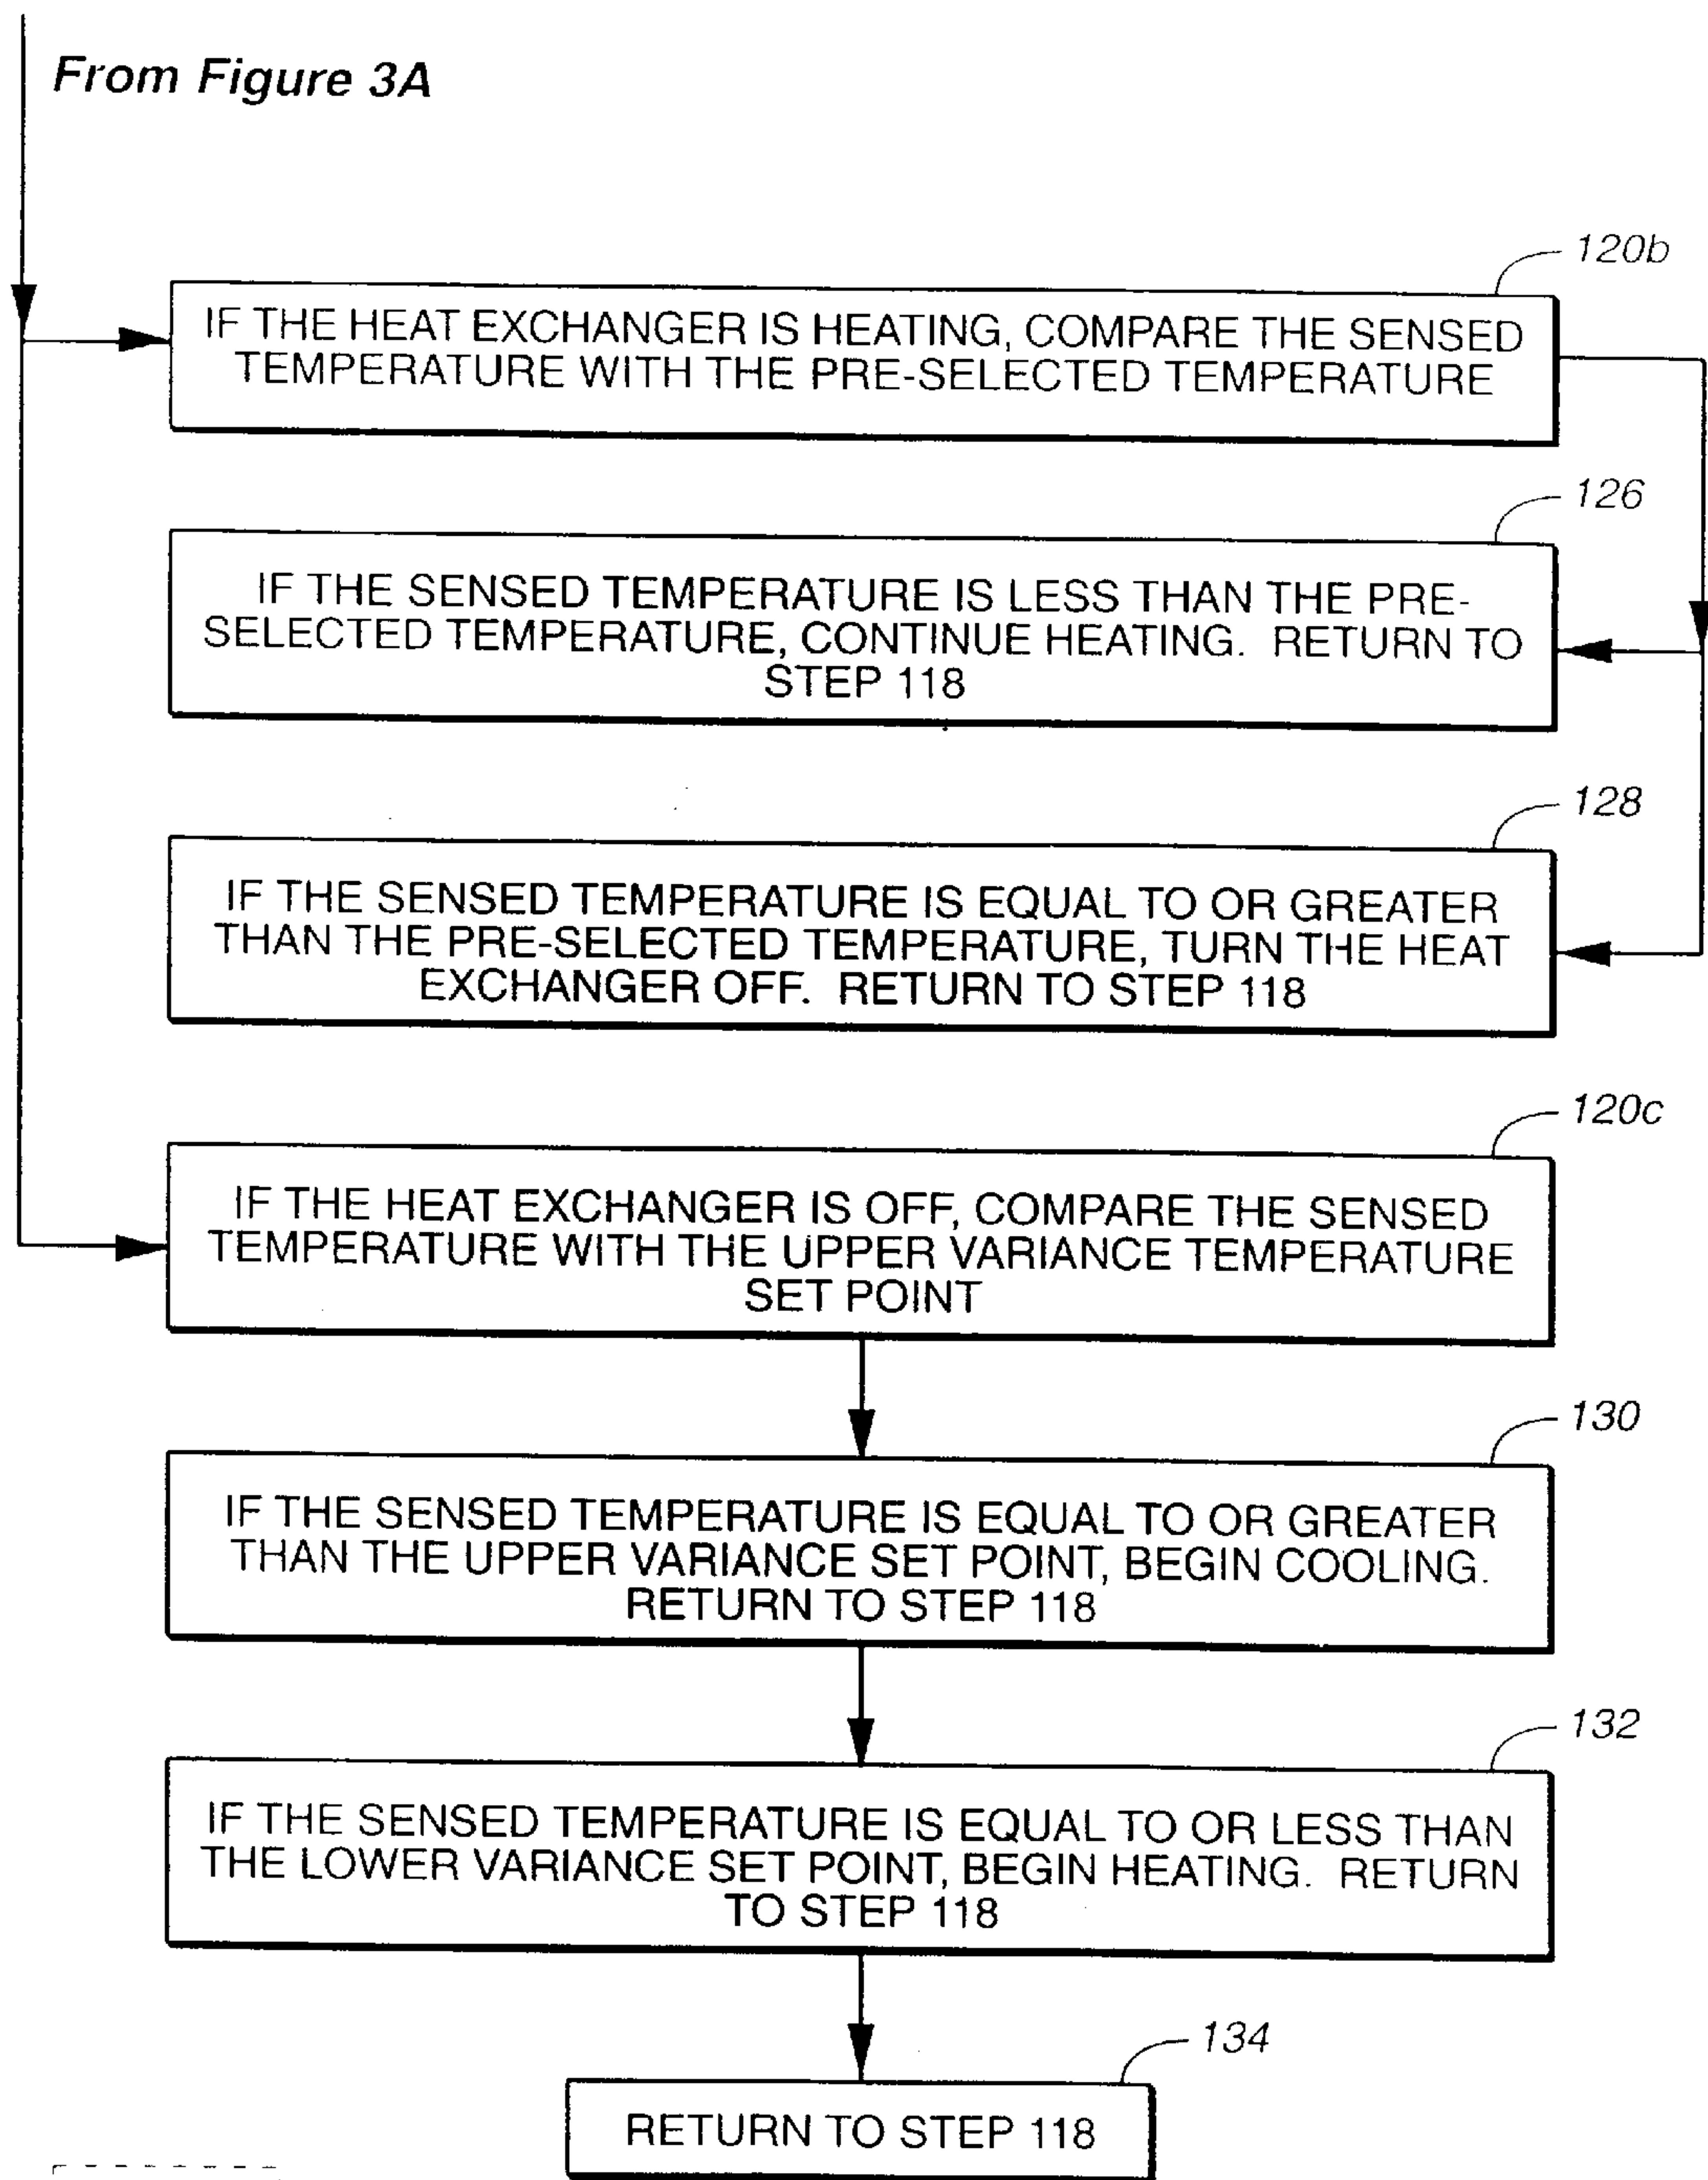 From Figure 3A
120b
IF THE HEAT EXCHANGER IS HEATING, COMPARE THE SENSED
TEMPERATURE WITH THE PRE-SELECTED TEMPERATURE
126
IF THE SENSED TEMPERATURE IS LESS THAN THE PRE-
SELECTED TEMPERATURE, CONTINUE HEATING. RETURN TO
STEP 118
128
IF THE SENSED TEMPERATURE IS EQUAL TO OR GREATER
THAN THE PRE-SELECTED TEMPERATURE, TURN THE HEAT
EXCHANGER OFF. RETURN TO STEP 118
120c
IF THE HEAT EXCHANGER IS OFF, COMPARE THE SENSED
TEMPERATURE WITH THE UPPER VARIANCE TEMPERATURE
SET POINT
130
IF THE SENSED TEMPERATURE IS EQUAL TO OR GREATER
THAN THE UPPER VARIANCE SET POINT, BEGIN COOLING.
RETURN TO STEP 118
132
IF THE SENSED TEMPERATURE IS EQUAL TO OR LESS THAN
THE LOWER VARIANCE SET POINT, BEGIN HEATING. RETURN
TO STEP 118
134
RETURN TO STEP 118